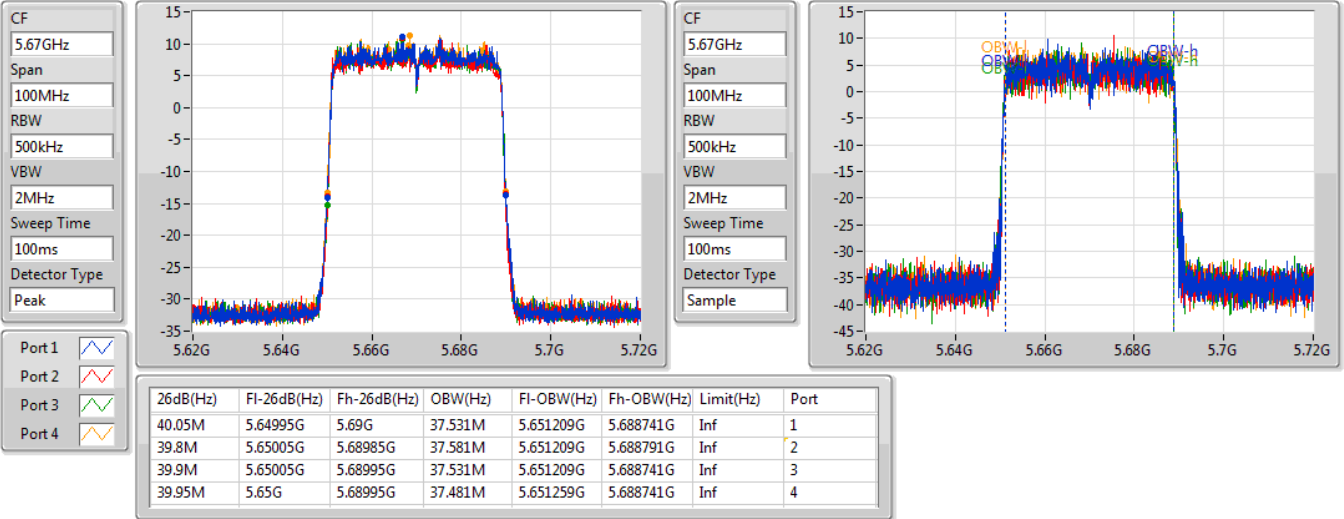 CF
5.67GHz
Span
100MHz
RBW
500kHz
VBW
2MHz
Sweep Time
100ms
Detector Type
Peak
15
10
5
0
-5
-10
-15
-20
-25
-30
-35
5.62G 5.64G 5.66G 5.68G 5.7G 5.72G
CF
5.67GHz
Span
100MHz
RBW
500kHz
VBW
2MHz
Sweep Time
100ms
Detector Type
Sample
15
10
5
0
-5
-10
-15
-20
-25
-30
-35
-40
-45
OBW-h
5.62G 5.64G 5.66G 5.68G 5.7G 5.72G
Port 1
Port 2
Port 3
Port 4
26dB(Hz) Fl-26dB(Hz) Fh-26dB(Hz) OBW(Hz) Fl-OBW(Hz) Fh-OBW(Hz) Limit(Hz) Port
40.05M 5.64995G 5.69G 37.531M 5.651209G 5.688741G Inf 1
39.8M 5.65005G 5.68985G 37.581M 5.651209G 5.688791G Inf 2
39.9M 5.65005G 5.68995G 37.531M 5.651209G 5.688741G Inf 3
39.95M 5.65G 5.68995G 37.481M 5.651259G 5.688741G Inf 4